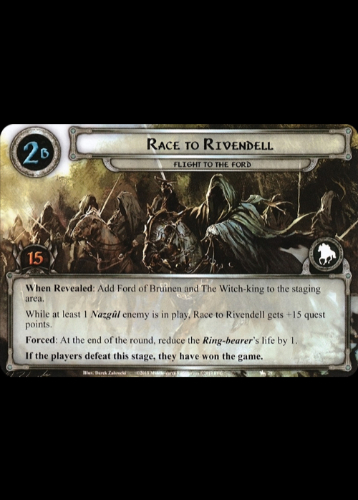 2B
RACE TO RIVENDELL
FLIGHT TO THE FORD
15
When Revealed: Add Ford of Bruinen and The Witch-king to the staging
area.
While at least 1 Nazgûl enemy is in play, Race to Rivendell gets +15 quest
points.
Forced: At the end of the round, reduce the Ring-bearer's life by 1.
If the players defeat this stage, they have won the game.